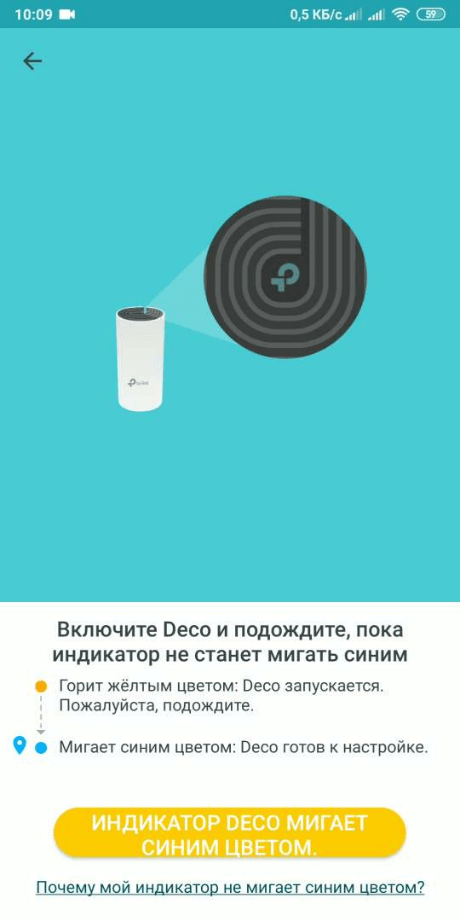 10:09
0,5 КБ/с
59
tp-link
Включите Deco и подождите, пока
индикатор не станет мигать синим
Горит жёлтым цветом: Deco запускается.
Пожалуйста, подождите.
Мигает синим цветом: Deco готов к настройке.
ИНДИКАТОР DECO МИГАЕТ
СИНИМ ЦВЕТОМ.
Почему мой индикатор не мигает синим цветом?